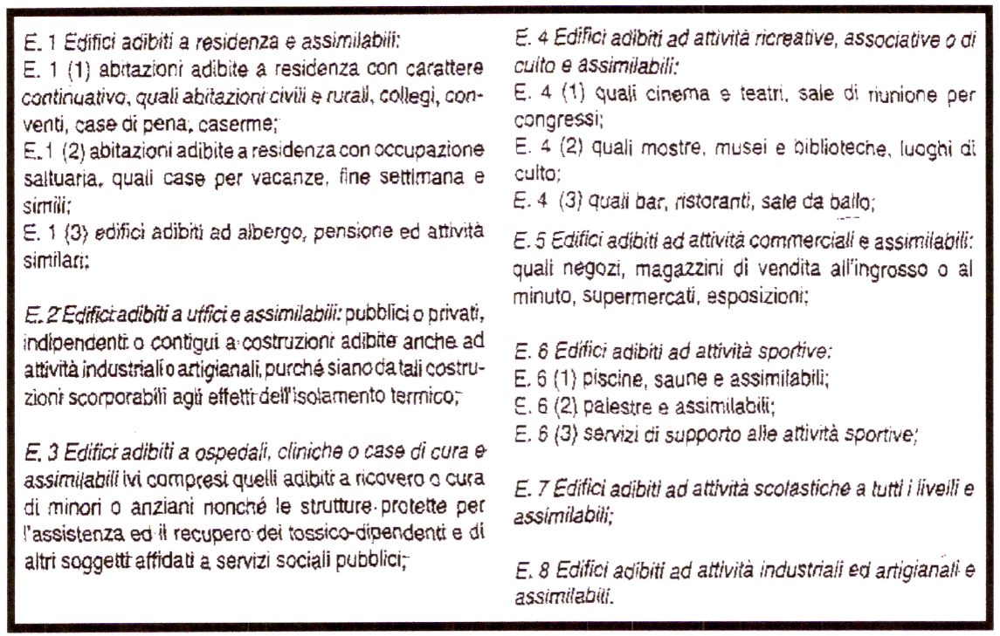 E. 1 Edifici adibiti a residenza e assimilabili:
E. 1 (1) abitazioni adibite a residenza con carattere
continuativo, quali abitazioni civili e rurali, collegi, con-
venti, case di pena, caserme;
E. 1 (2) abitazioni adibite a residenza con occupazione
saltuaria, quali case per vacanze, fine settimana e
simili;
E. 1 (3) edifici adibiti ad albergo, pensione ed attività
similari;
E. 2 Edifici adibiti a uffici e assimilabili: pubblici o privati,
indipendenti o contigui a costruzioni adibite anche ad
attività industriali o artigianali, purché siano da tali costru-
zioni scorporabili agli effetti dell'isolamento termico;
E. 3 Edifici adibiti a ospedali, cliniche o case di cura e
assimilabili ivi compresi quelli adibiti a ricovero o cura
di minori o anziani nonché le strutture protette per
l'assistenza ed il recupero dei tossico-dipendenti e di
altri soggetti affidati a servizi sociali pubblici;
E. 4 Edifici adibiti ad attività ricreative, associative o di
culto e assimilabili:
E. 4 (1) quali cinema e teatri, sale di riunione per
congressi;
E. 4 (2) quali mostre, musei e biblioteche, luoghi di
culto;
E. 4 (3) quali bar, ristoranti, sale da ballo;
E. 5 Edifici adibiti ad attività commerciali e assimilabili:
quali negozi, magazzini di vendita all'ingrosso o al
minuto, supermercati, esposizioni;
E. 6 Edifici adibiti ad attività sportive:
E. 6 (1) piscine, saune e assimilabili;
E. 6 (2) palestre e assimilabili;
E. 6 (3) servizi di supporto alle attività sportive;
E. 7 Edifici adibiti ad attività scolastiche a tutti i livelli e
assimilabili;
E. 8 Edifici adibiti ad attività industriali ed artigianali e
assimilabili.